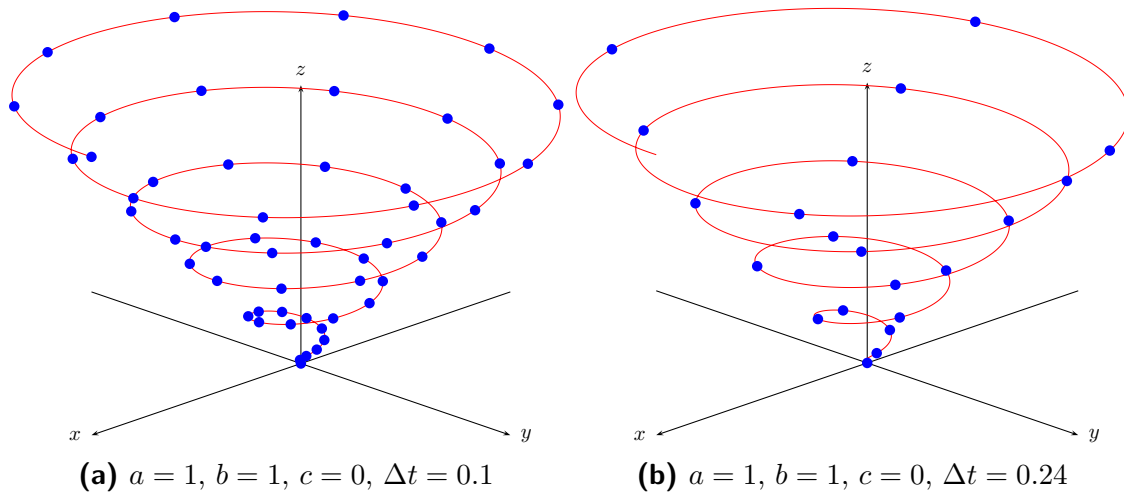 z
z
x
y
x
y
(a) a = 1, b = 1, c = 0, Δt = 0.1
(b) a = 1, b = 1, c = 0, Δt = 0.24